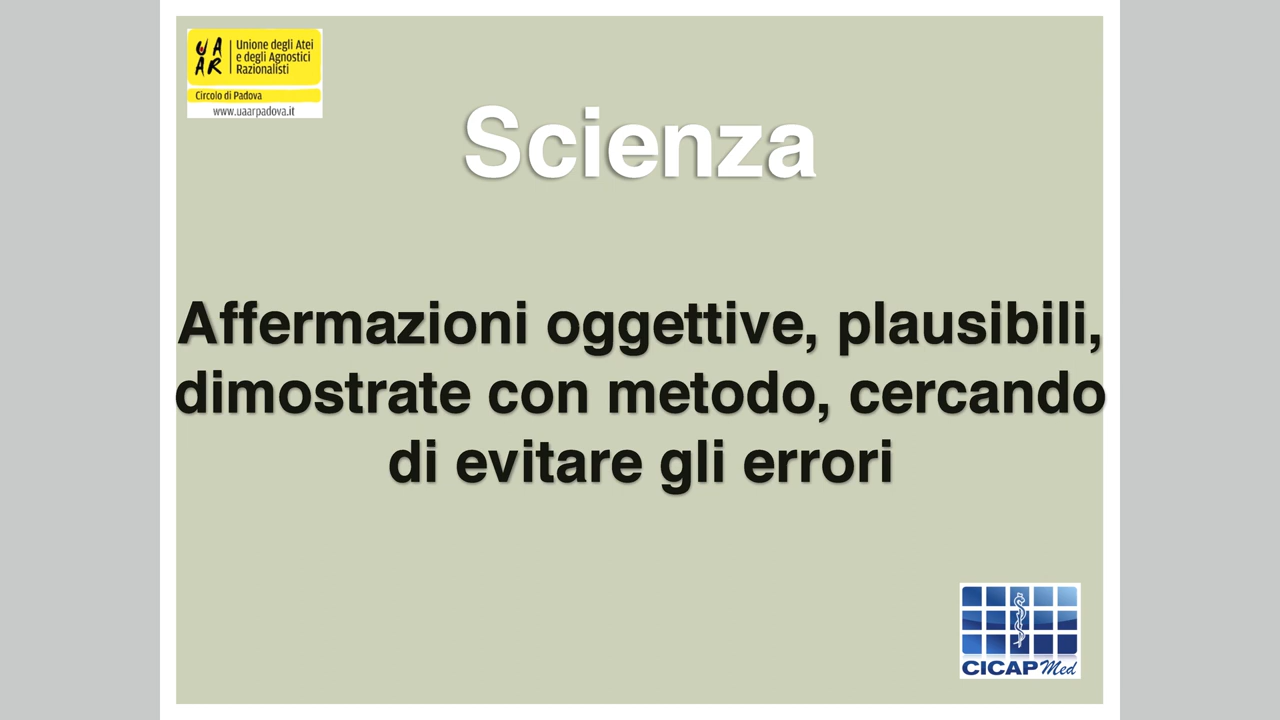 UAAR
Unione degli Atei
e degli Agnostici
Razionalisti
Circolo di Padova
www.uaarpadova.it
Scienza
Affermazioni oggettive, plausibili,
dimostrate con metodo, cercando
di evitare gli errori
CICAP Med